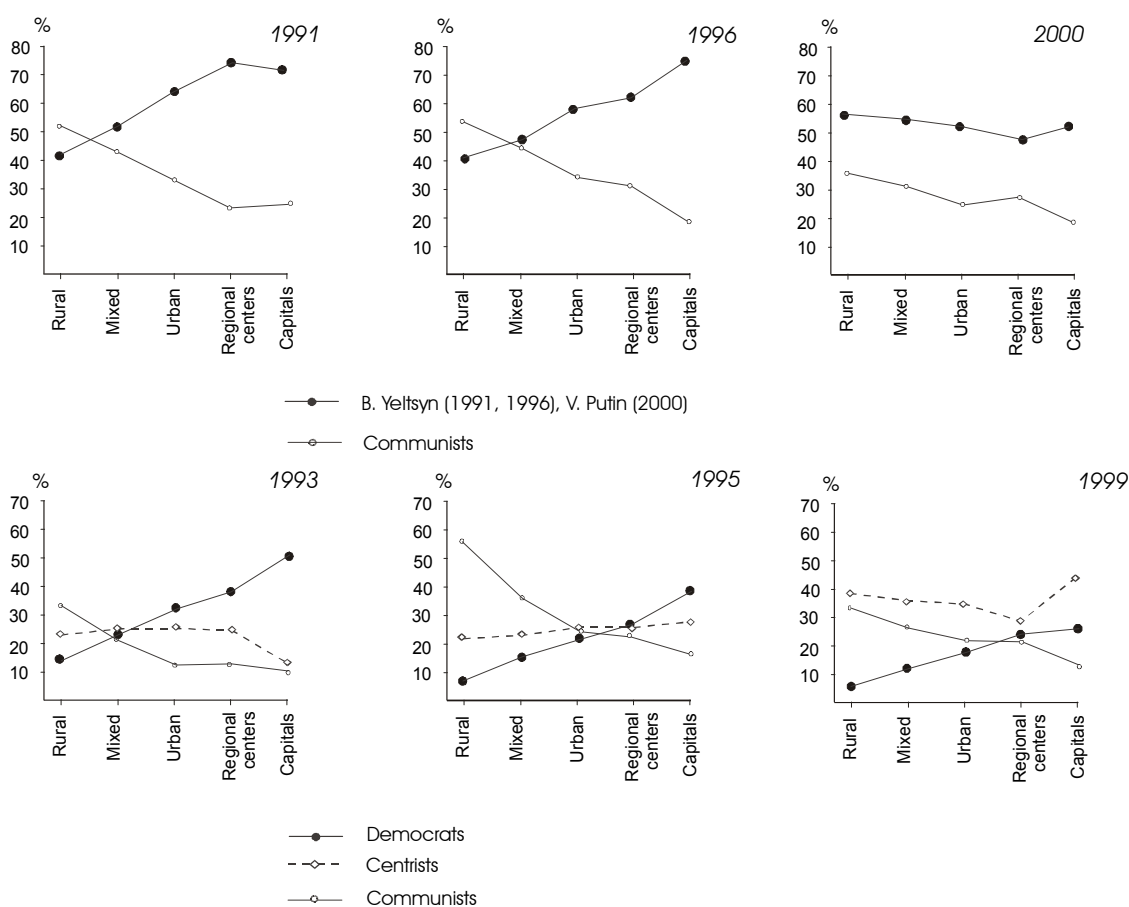 % 1991
80
70
60
50
40
30
20
10
Rural
Mixed
Urban
Regional
centers
Capitals
% 1996
80
70
60
50
40
30
20
10
Rural
Mixed
Urban
Regional
centers
Capitals
% 2000
80
70
60
50
40
30
20
10
Rural
Mixed
Urban
Regional
centers
Capitals
B. Yeltsyn (1991, 1996), V. Putin (2000)
Communists
% 1993
70
60
50
40
30
20
10
Rural
Mixed
Urban
Regional
centers
Capitals
% 1995
70
60
50
40
30
20
10
Rural
Mixed
Urban
Regional
centers
Capitals
% 1999
70
60
50
40
30
20
10
Rural
Mixed
Urban
Regional
centers
Capitals
Democrats
Centrists
Communists